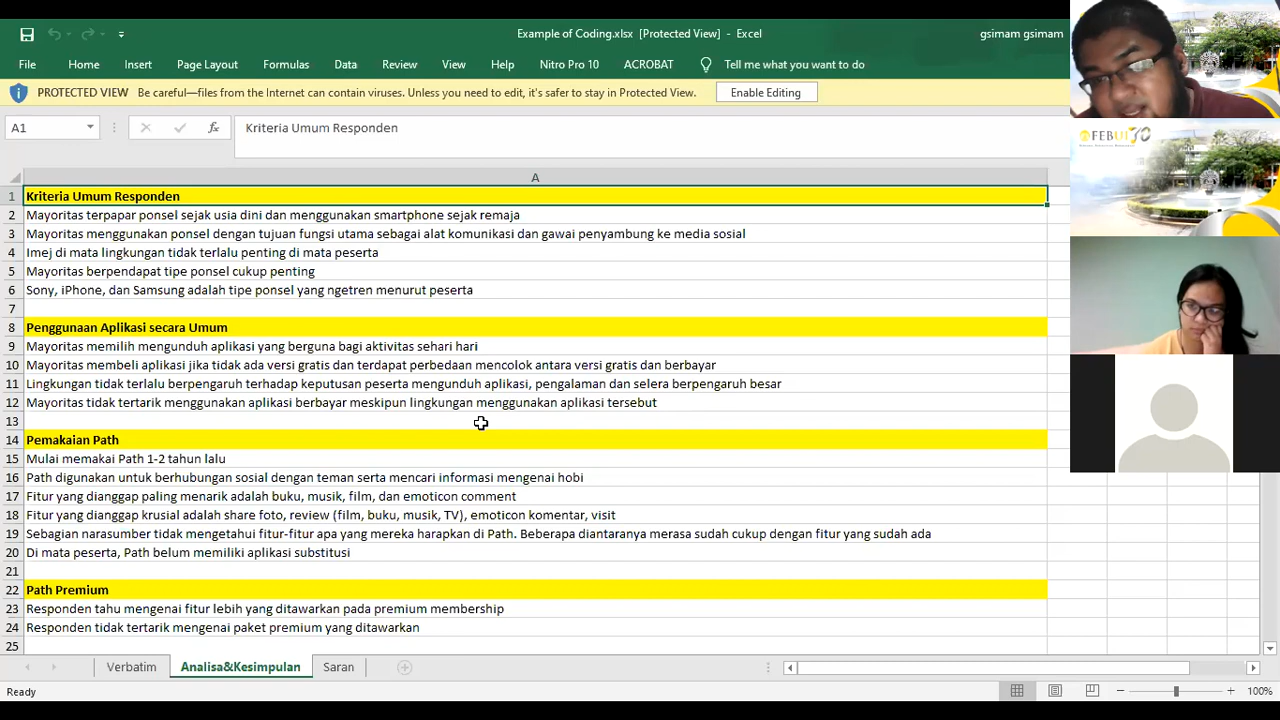 Example of Coding.xlsx [Protected View] - Excel
gsimam gsimam
File Home Insert Page Layout Formulas Data Review View Help Nitro Pro 10 ACROBAT Tell me what you want to do
PROTECTED VIEW Be careful—files from the Internet can contain viruses. Unless you need to edit, it's safer to stay in Protected View. Enable Editing
A1 fx Kriteria Umum Responden
A
1 Kriteria Umum Responden
2 Mayoritas terpapar ponsel sejak usia dini dan menggunakan smartphone sejak remaja
3 Mayoritas menggunakan ponsel dengan tujuan fungsi utama sebagai alat komunikasi dan gawai penyambung ke media sosial
4 Imej di mata lingkungan tidak terlalu penting di mata peserta
5 Mayoritas berpendapat tipe ponsel cukup penting
6 Sony, iPhone, dan Samsung adalah tipe ponsel yang ngetren menurut peserta
7
8 Penggunaan Aplikasi secara Umum
9 Mayoritas memilih mengunduh aplikasi yang berguna bagi aktivitas sehari hari
10 Mayoritas membeli aplikasi jika tidak ada versi gratis dan terdapat perbedaan mencolok antara versi gratis dan berbayar
11 Lingkungan tidak terlalu berpengaruh terhadap keputusan peserta mengunduh aplikasi, pengalaman dan selera berpengaruh besar
12 Mayoritas tidak tertarik menggunakan aplikasi berbayar meskipun lingkungan menggunakan aplikasi tersebut
13
14 Pemakaian Path
15 Mulai memakai Path 1-2 tahun lalu
16 Path digunakan untuk berhubungan sosial dengan teman serta mencari informasi mengenai hobi
17 Fitur yang dianggap paling menarik adalah buku, musik, film, dan emoticon comment
18 Fitur yang dianggap krusial adalah share foto, review (film, buku, musik, TV), emoticon komentar, visit
19 Sebagian narasumber tidak mengetahui fitur-fitur apa yang mereka harapkan di Path. Beberapa diantaranya merasa sudah cukup dengan fitur yang sudah ada
20 Di mata peserta, Path belum memiliki aplikasi substitusi
21
22 Path Premium
23 Responden tahu mengenai fitur lebih yang ditawarkan pada premium membership
24 Responden tidak tertarik mengenai paket premium yang ditawarkan
25
Verbatim Analisa&Kesimpulan Saran
Ready
100%
FEBUI 70